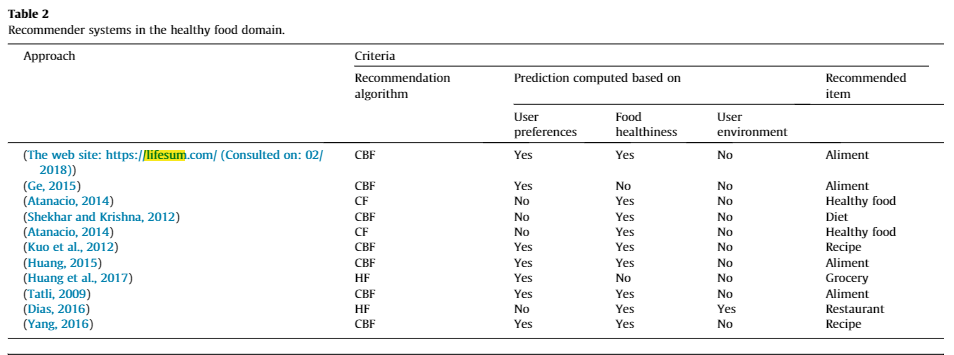 Table 2
Recommender systems in the healthy food domain.
Approach Criteria
Recommendation algorithm Prediction computed based on Recommended item
User preferences Food healthiness User environment
(The web site: https://lifesum.com/ (Consulted on: 02/ CBF Yes Yes No Aliment
2018))
(Ge, 2015) CBF Yes No No Aliment
(Atanacio, 2014) CF No Yes No Healthy food
(Shekhar and Krishna, 2012) CBF No Yes No Diet
(Atanacio, 2014) CF No Yes No Healthy food
(Kuo et al., 2012) CBF Yes Yes No Recipe
(Huang, 2015) CBF Yes Yes No Aliment
(Huang et al., 2017) HF Yes No No Grocery
(Tatli, 2009) CBF Yes Yes No Aliment
(Dias, 2016) HF No Yes Yes Restaurant
(Yang, 2016) CBF Yes Yes No Recipe